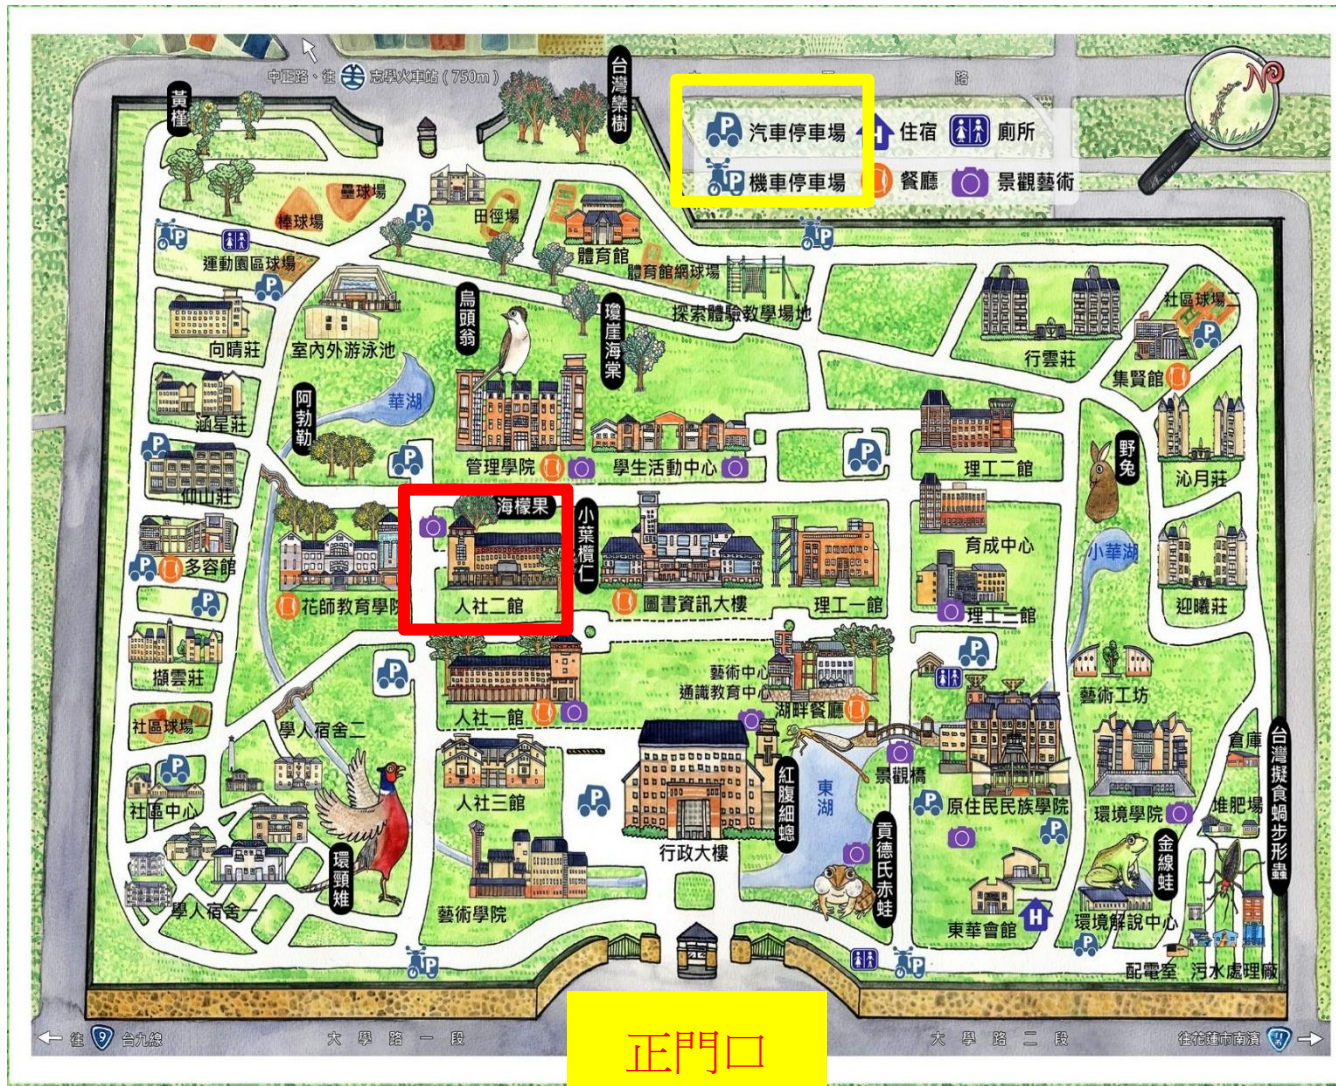 中正路、往 志學火車站（750m）
中 正 路
黃槿
台灣欒樹
汽車停車場
住宿
廁所
機車停車場
餐廳
景觀藝術
N
壘球場
棒球場
田徑場
運動園區球場
體育館
體育館網球場
探索體驗教學場地
向晴莊
室內外游泳池
烏頭翁
瓊崖海棠
行雲莊
社區球場二
集賢館
涵星莊
阿勃勒
華湖
管理學院
學生活動中心
理工二館
野兔
沁月莊
仰山莊
海檬果
小葉欖仁
育成中心
小華湖
多容館
花師教育學院
人社二館
圖書資訊大樓
理工一館
理工三館
迎曦莊
擷雲莊
藝術中心
通識教育中心
湖畔餐廳
藝術工坊
社區球場
學人宿舍二
人社一館
景觀橋
倉庫
台灣擬食蝸步形蟲
社區中心
人社三館
紅腹細蟌
東湖
原住民民族學院
環境學院
堆肥場
行政大樓
貢德氏赤蛙
金線蛙
學人宿舍一
環頸雉
藝術學院
東華會館
H
環境解說中心
配電室
污水處理廠
往 9 台九線
大 學 路 一 段
正門口
大 學 路 二 段
往花蓮市南濱